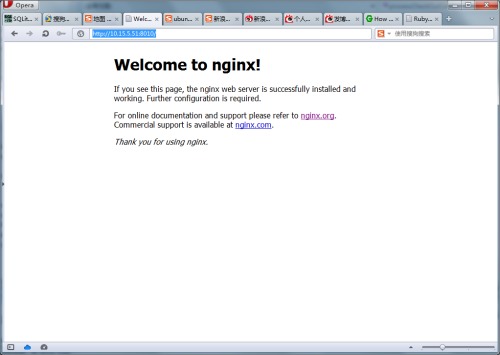 Opera
SQLit...
搜狗...
地图...
Welc...
ubun...
新浪...
新浪...
个人...
发博...
How ...
Ruby...
http://10.15.5.51:8010/
使用搜狗搜索
Welcome to nginx!
If you see this page, the nginx web server is successfully installed and
working. Further configuration is required.
For online documentation and support please refer to nginx.org.
Commercial support is available at nginx.com.
Thank you for using nginx.